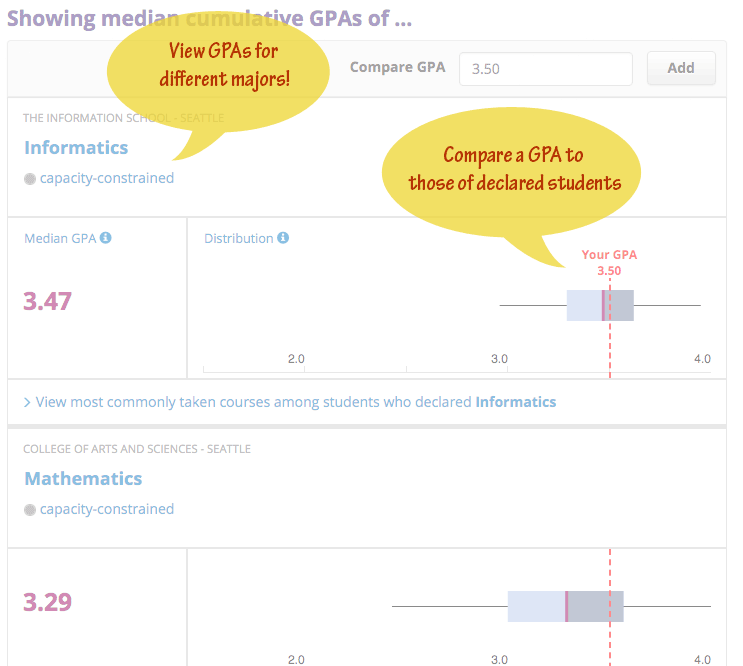 Showing median cumulative GPAs of ...
View GPAs for
different majors!
Compare GPA
3.50
Add
THE INFORMATION SCHOOL - SEATTLE
Informatics
capacity-constrained
Compare a GPA to
those of declared students
Median GPA
Distribution
Your GPA
3.50
3.47
2.0 3.0 4.0
> View most commonly taken courses among students who declared Informatics
COLLEGE OF ARTS AND SCIENCES - SEATTLE
Mathematics
capacity-constrained
3.29
2.0 3.0 4.0